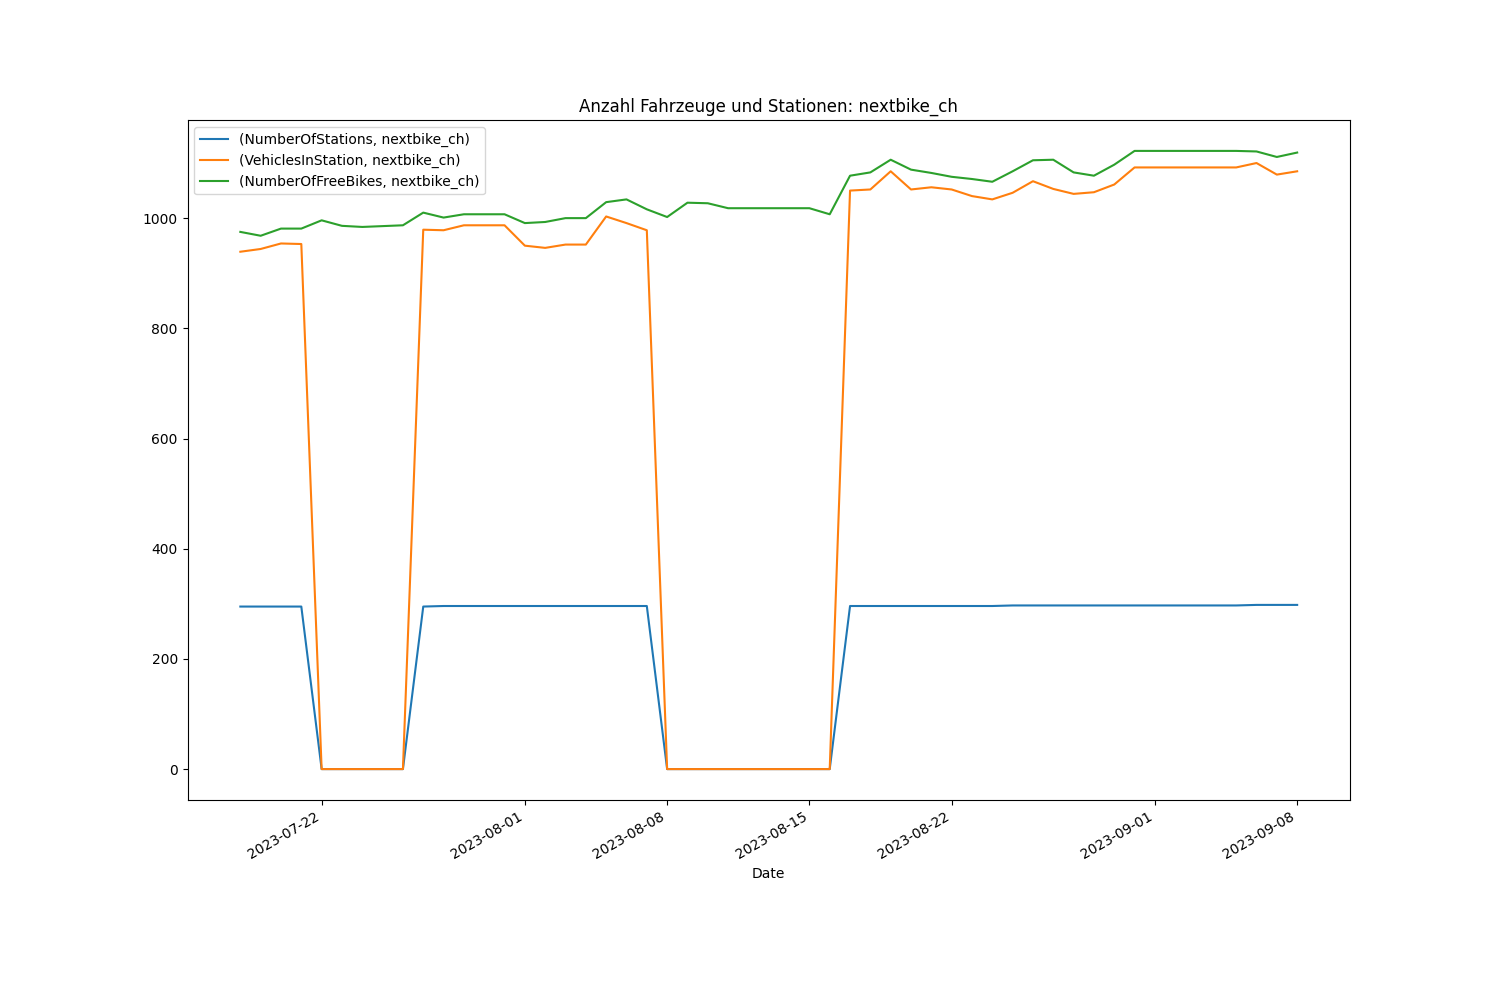 Anzahl Fahrzeuge und Stationen: nextbike_ch
(NumberOfStations, nextbike_ch)
(VehiclesInStation, nextbike_ch)
(NumberOfFreeBikes, nextbike_ch)
1000
800
600
400
200
0
2023-07-22
2023-08-01
2023-08-08
2023-08-15
2023-08-22
2023-09-01
2023-09-08
Date